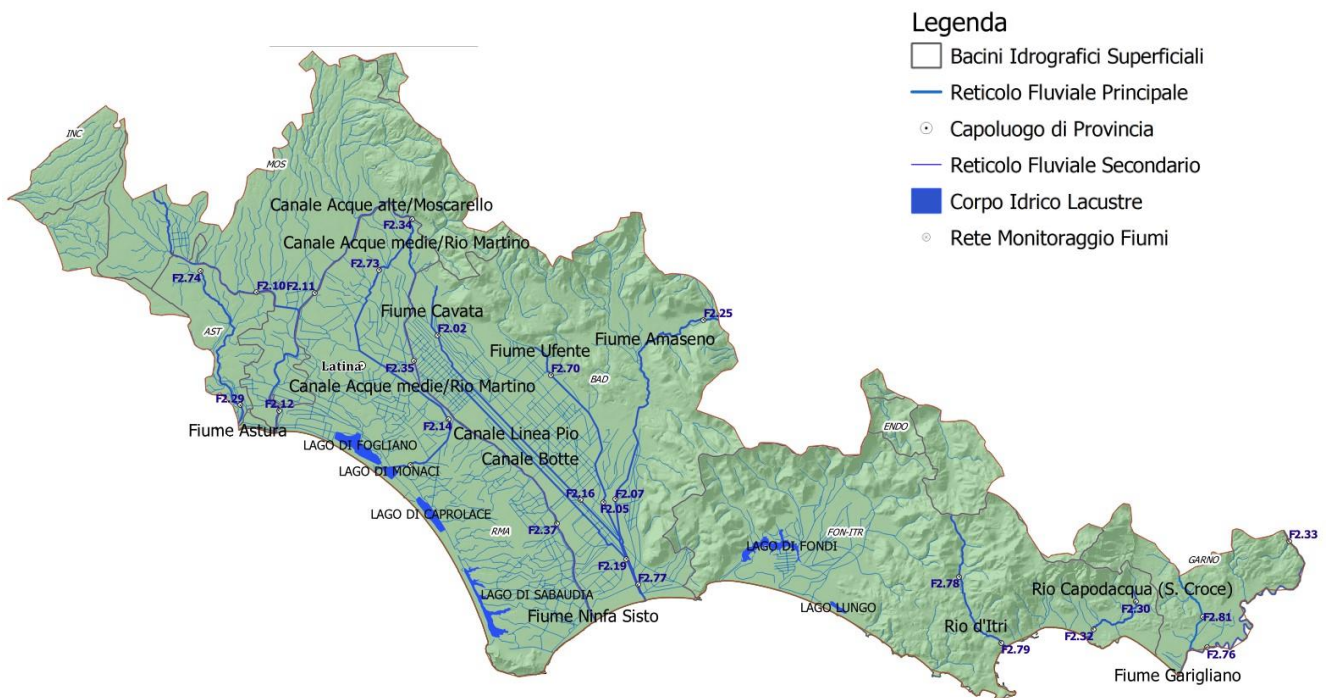 Legenda
Bacini Idrografici Superficiali
Reticolo Fluviale Principale
Capoluogo di Provincia
Reticolo Fluviale Secondario
Corpo Idrico Lacustre
Rete Monitoraggio Fiumi
INC
MOS
Canale Acque alte/Moscarello
F2.34
Canale Acque medie/Rio Martino
F2.73
F2.74
F2.10
F2.11
Fiume Cavata
F2.02
F2.25
AST
Fiume Amaseno
Fiume Ufente
Latina
F2.35
F2.70
BAD
Canale Acque medie/Rio Martino
F2.29
F2.12
F2.14
Fiume Astura
Canale Linea Pio
LAGO DI FOGLIANO
ENDO
Canale Botte
LAGO DI MONACI
F2.16
F2.07
F2.05
LAGO DI CAPROLACE
RMA
F2.37
FON-ITR
LAGO DI FONDI
F2.33
F2.19
GARNO
F2.77
F2.78
LAGO DI SABAUDIA
Rio Capodacqua (S. Croce)
F2.30
LAGO LUNGO
Fiume Ninfa Sisto
F2.81
Rio d'Itri
F2.32
F2.79
F2.76
Fiume Garigliano